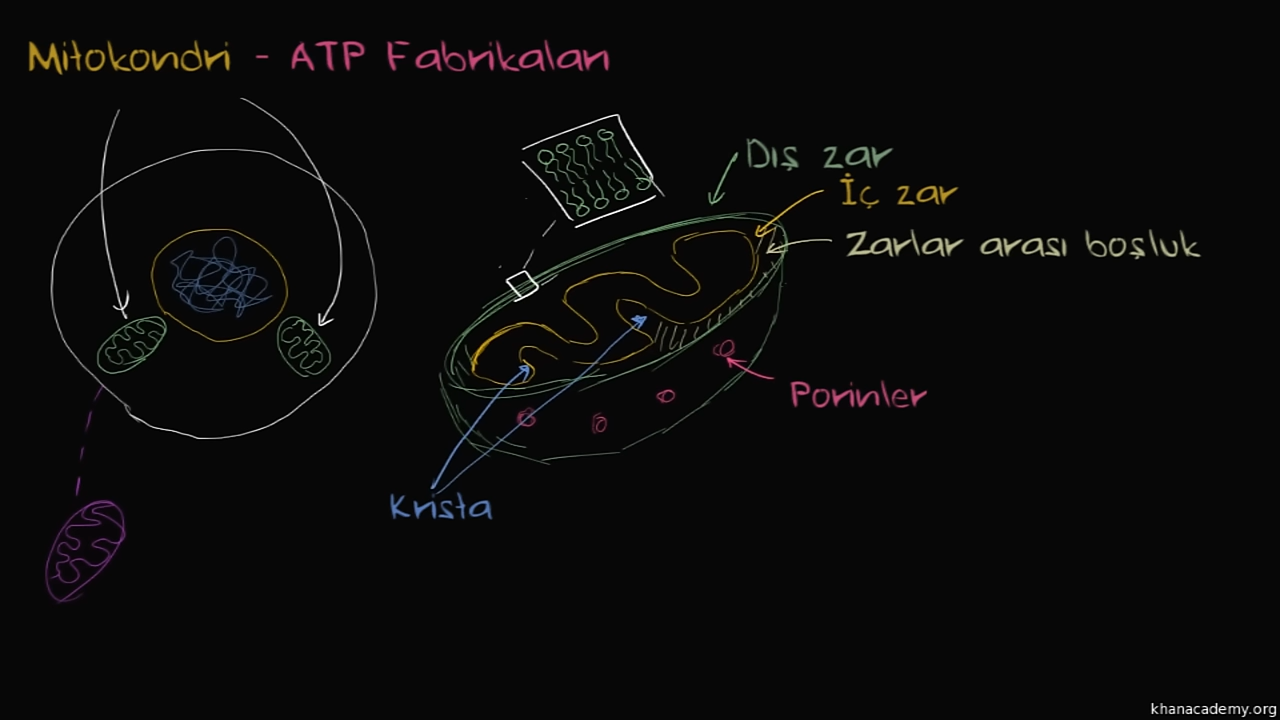 Mitokondri - ATP Fabrikaları
Dış zar
İç zar
Zarlar arası boşluk
Porinler
Krista
khanacademy.org